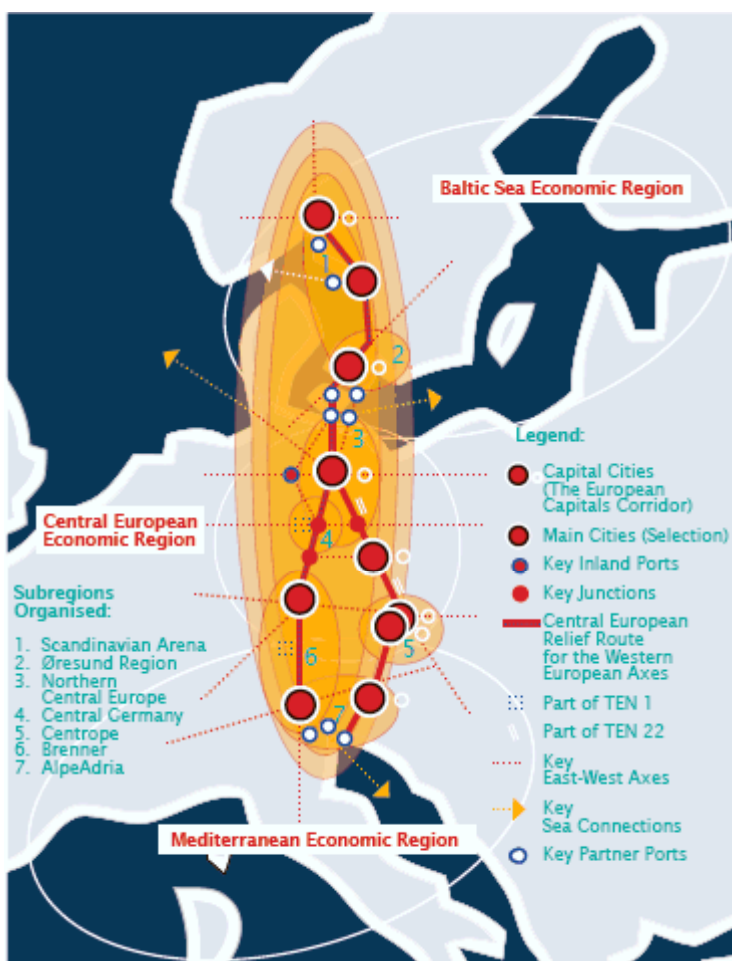 Baltic Sea Economic Region
1
2
3
Legend:
Capital Cities
(The European
Capitals Corridor)
Main Cities (Selection)
Key Inland Ports
Key Junctions
Central European
Relief Route
for the Western
European Axes
Part of TEN 1
Part of TEN 22
Key
East-West Axes
Key
Sea Connections
Key Partner Ports
Central European
Economic Region
4
5
6
7
Subregions
Organised:
1. Scandinavian Arena
2. Øresund Region
3. Northern
Central Europe
4. Central Germany
5. Centrope
6. Brenner
7. AlpeAdria
Mediterranean Economic Region